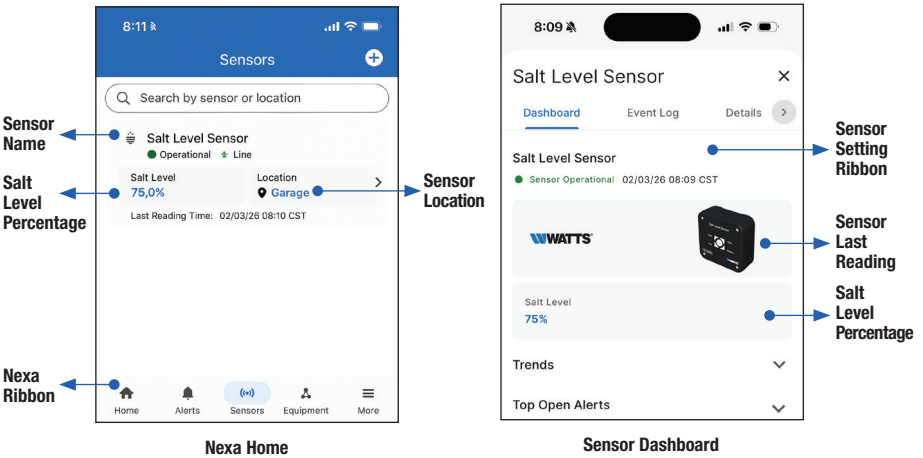 8:11
Sensors
Search by sensor or location
Salt Level Sensor
Operational Line
Salt Level
75,0%
Location
Garage
Last Reading Time: 02/03/26 08:10 CST
Home
Alerts
Sensors
Equipment
More
Sensor
Name
Salt
Level
Percentage
Nexa
Ribbon
Sensor
Location
Nexa Home
8:09
Salt Level Sensor
Dashboard
Event Log
Details
Salt Level Sensor
Sensor Operational 02/03/26 08:09 CST
WATTS
Salt Level
75%
Trends
Top Open Alerts
Sensor
Setting
Ribbon
Sensor
Last
Reading
Salt
Level
Percentage
Sensor Dashboard